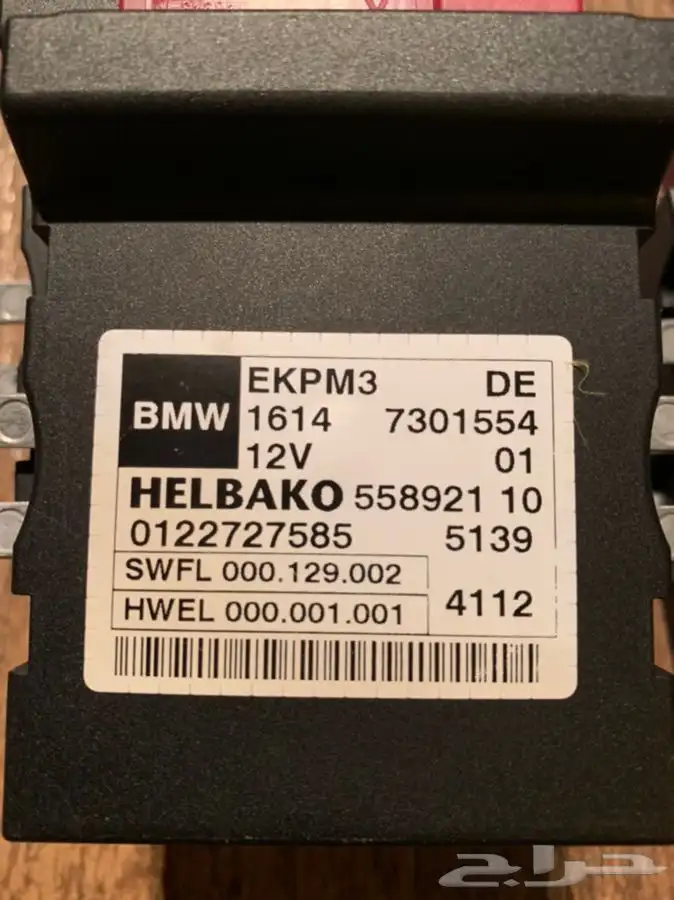 BMW
EKPM3 DE
1614 7301554
12V 01
HELBAKO 558921 10
0122727585 5139
SWFL 000.129.002
HWEL 000.001.001 4112
حراج